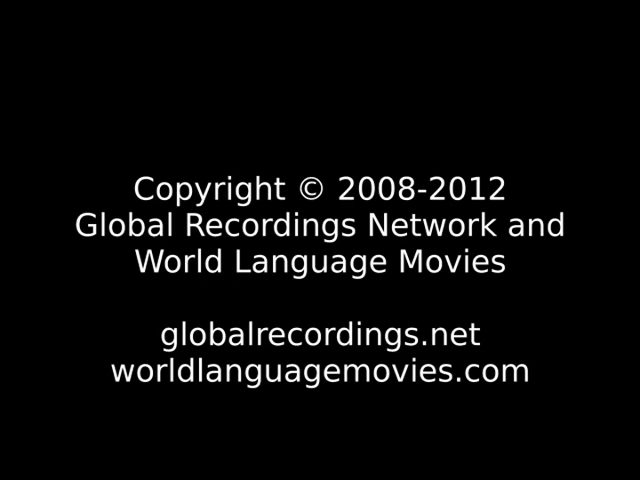 Copyright © 2008-2012
Global Recordings Network and
World Language Movies
globalrecordings.net
worldlanguagemovies.com